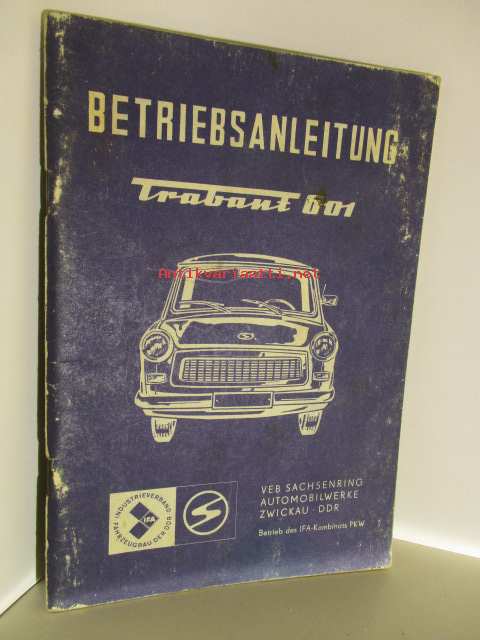 BETRIEBSANLEITUNG
Trabant 601
Antikvariaatti.net
S
INDUSTRIEVERBAND
FAHRZEUGBAU DER DDR
IFA
S
VEB SACHSENRING
AUTOMOBILWERKE
ZWICKAU · DDR
Betrieb des IFA-Kombinats PKW